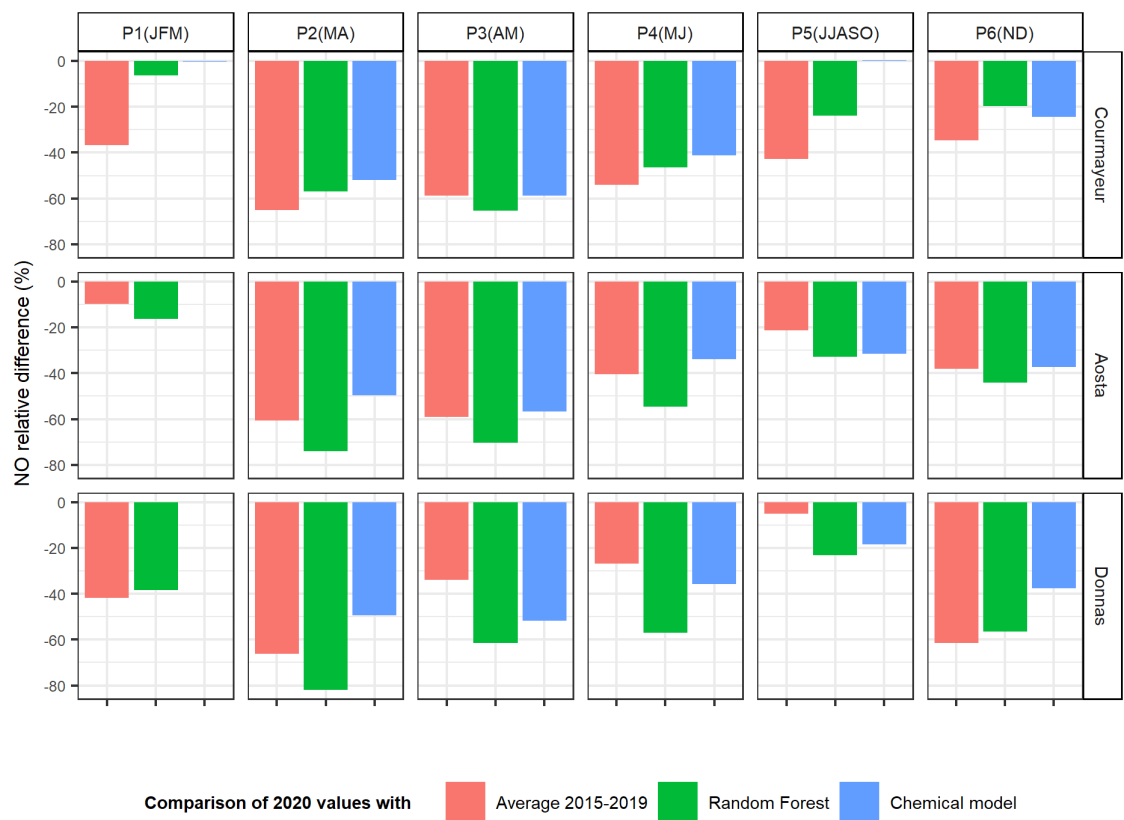 P1(JFM) P2(MA) P3(AM) P4(MJ) P5(JJASO) P6(ND)
NO relative difference (%)
0
-20
-40
-60
-80
Courmayeur
0
-20
-40
-60
-80
Aosta
0
-20
-40
-60
-80
Donnas
Comparison of 2020 values with Average 2015-2019 Random Forest Chemical model